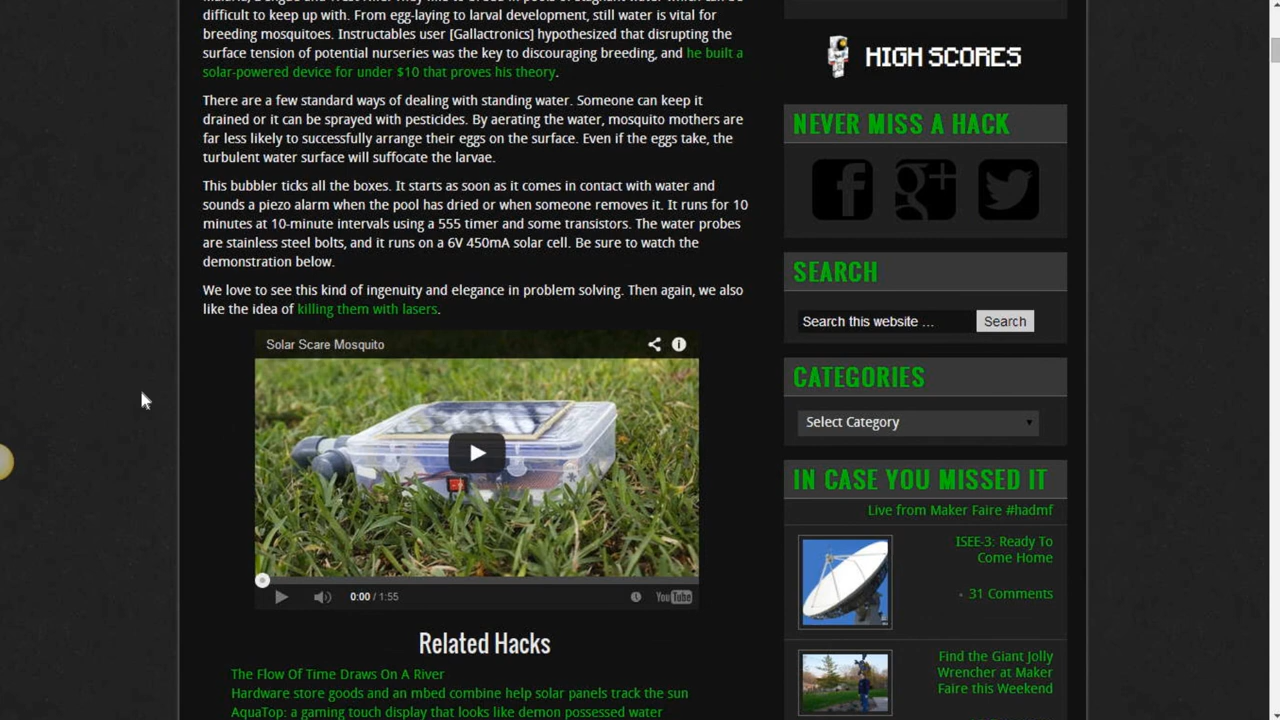 difficult to keep up with. From egg-laying to larval development, still water is vital for
breeding mosquitoes. Instructables user [Gallactronics] hypothesized that disrupting the
surface tension of potential nurseries was the key to discouraging breeding, and he built a
solar-powered device for under $10 that proves his theory.
There are a few standard ways of dealing with standing water. Someone can keep it
drained or it can be sprayed with pesticides. By aerating the water, mosquito mothers are
far less likely to successfully arrange their eggs on the surface. Even if the eggs take, the
turbulent water surface will suffocate the larvae.
This bubbler ticks all the boxes. It starts as soon as it comes in contact with water and
sounds a piezo alarm when the pool has dried or when someone removes it. It runs for 10
minutes at 10-minute intervals using a 555 timer and some transistors. The water probes
are stainless steel bolts, and it runs on a 6V 450mA solar cell. Be sure to watch the
demonstration below.
We love to see this kind of ingenuity and elegance in problem solving. Then again, we also
like the idea of killing them with lasers.
Solar Scare Mosquito
0:00 / 1:55
YouTube
Related Hacks
The Flow Of Time Draws On A River
Hardware store goods and an mbed combine help solar panels track the sun
AquaTop: a gaming touch display that looks like demon possessed water
HIGH SCORES
NEVER MISS A HACK
SEARCH
Search this website …
Search
CATEGORIES
Select Category
IN CASE YOU MISSED IT
Live from Maker Faire #hadmf
ISEE-3: Ready To
Come Home
31 Comments
Find the Giant Jolly
Wrencher at Maker
Faire this Weekend